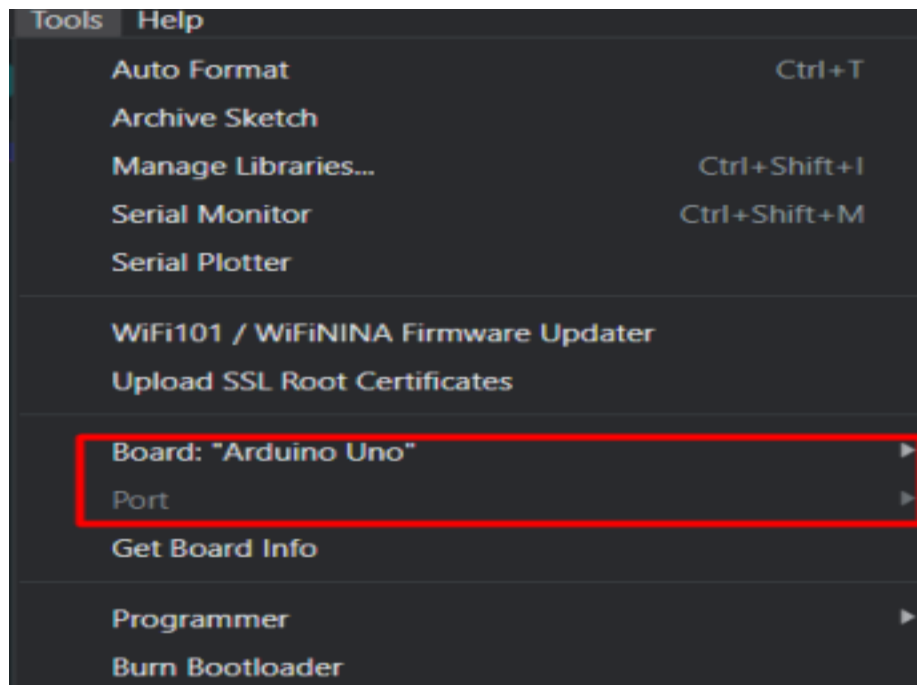 Tools Help
Auto Format Ctrl+T
Archive Sketch
Manage Libraries... Ctrl+Shift+I
Serial Monitor Ctrl+Shift+M
Serial Plotter
WiFi101 / WiFiNINA Firmware Updater
Upload SSL Root Certificates
Board: "Arduino Uno"
Port
Get Board Info
Programmer
Burn Bootloader